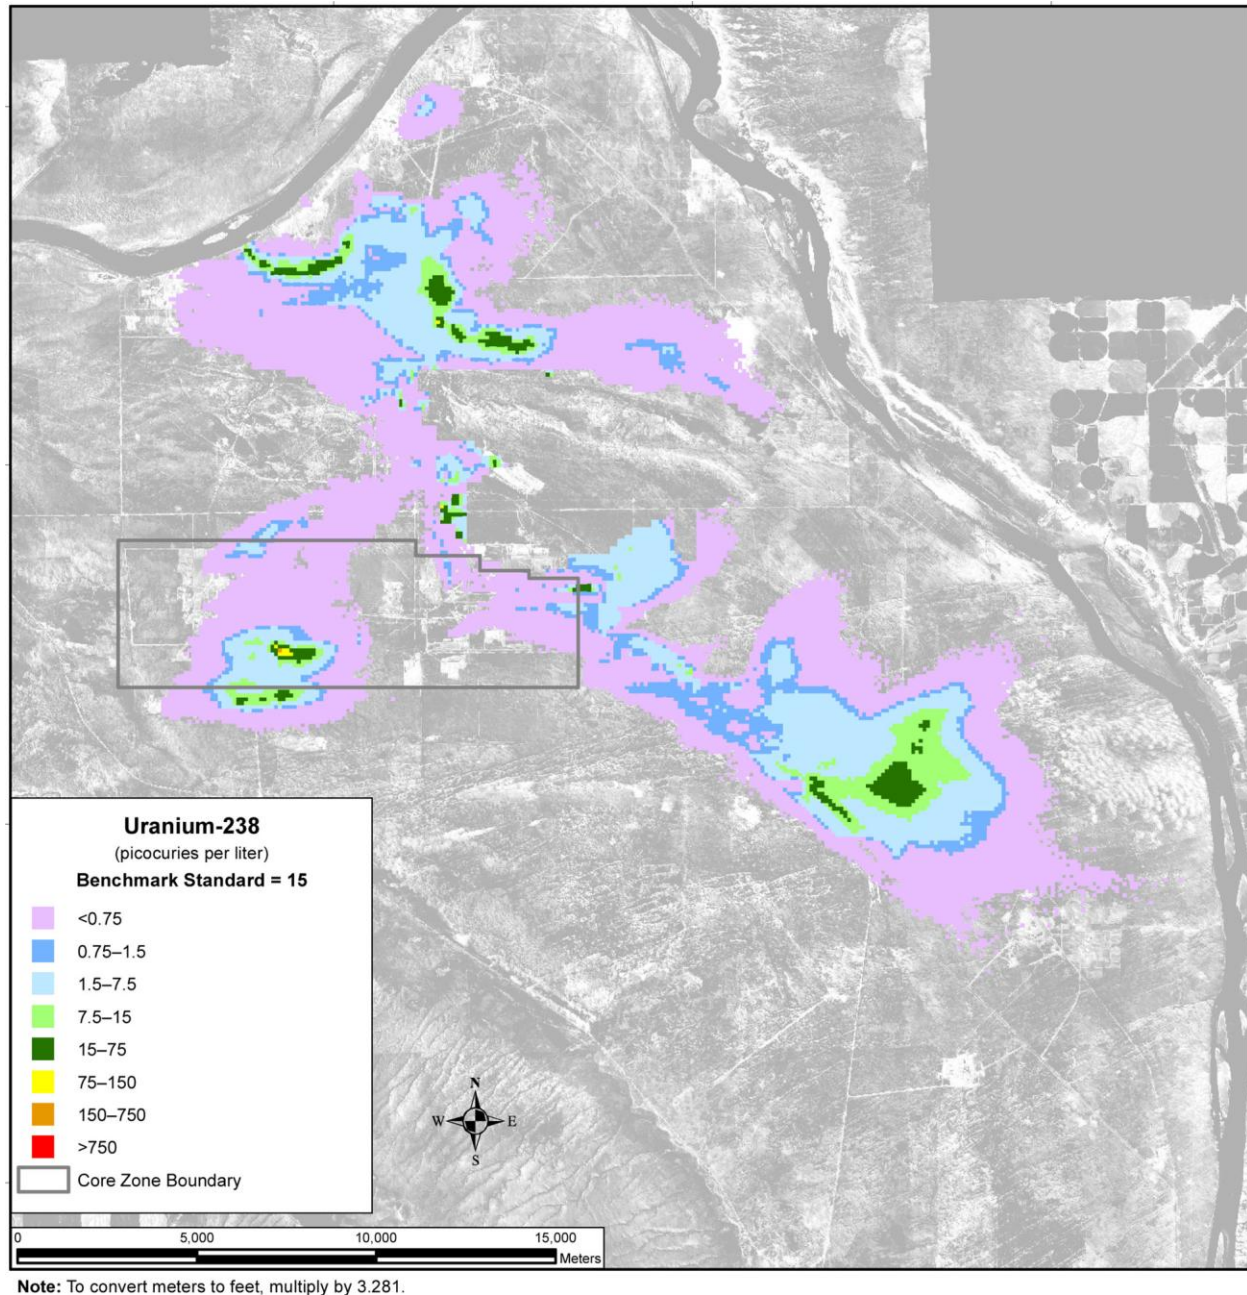 Uranium-238
(picocuries per liter)
Benchmark Standard = 15
<0.75
0.75–1.5
1.5–7.5
7.5–15
15–75
75–150
150–750
>750
Core Zone Boundary
N
W E
S
0 5,000 10,000 15,000
Meters
Note: To convert meters to feet, multiply by 3.281.